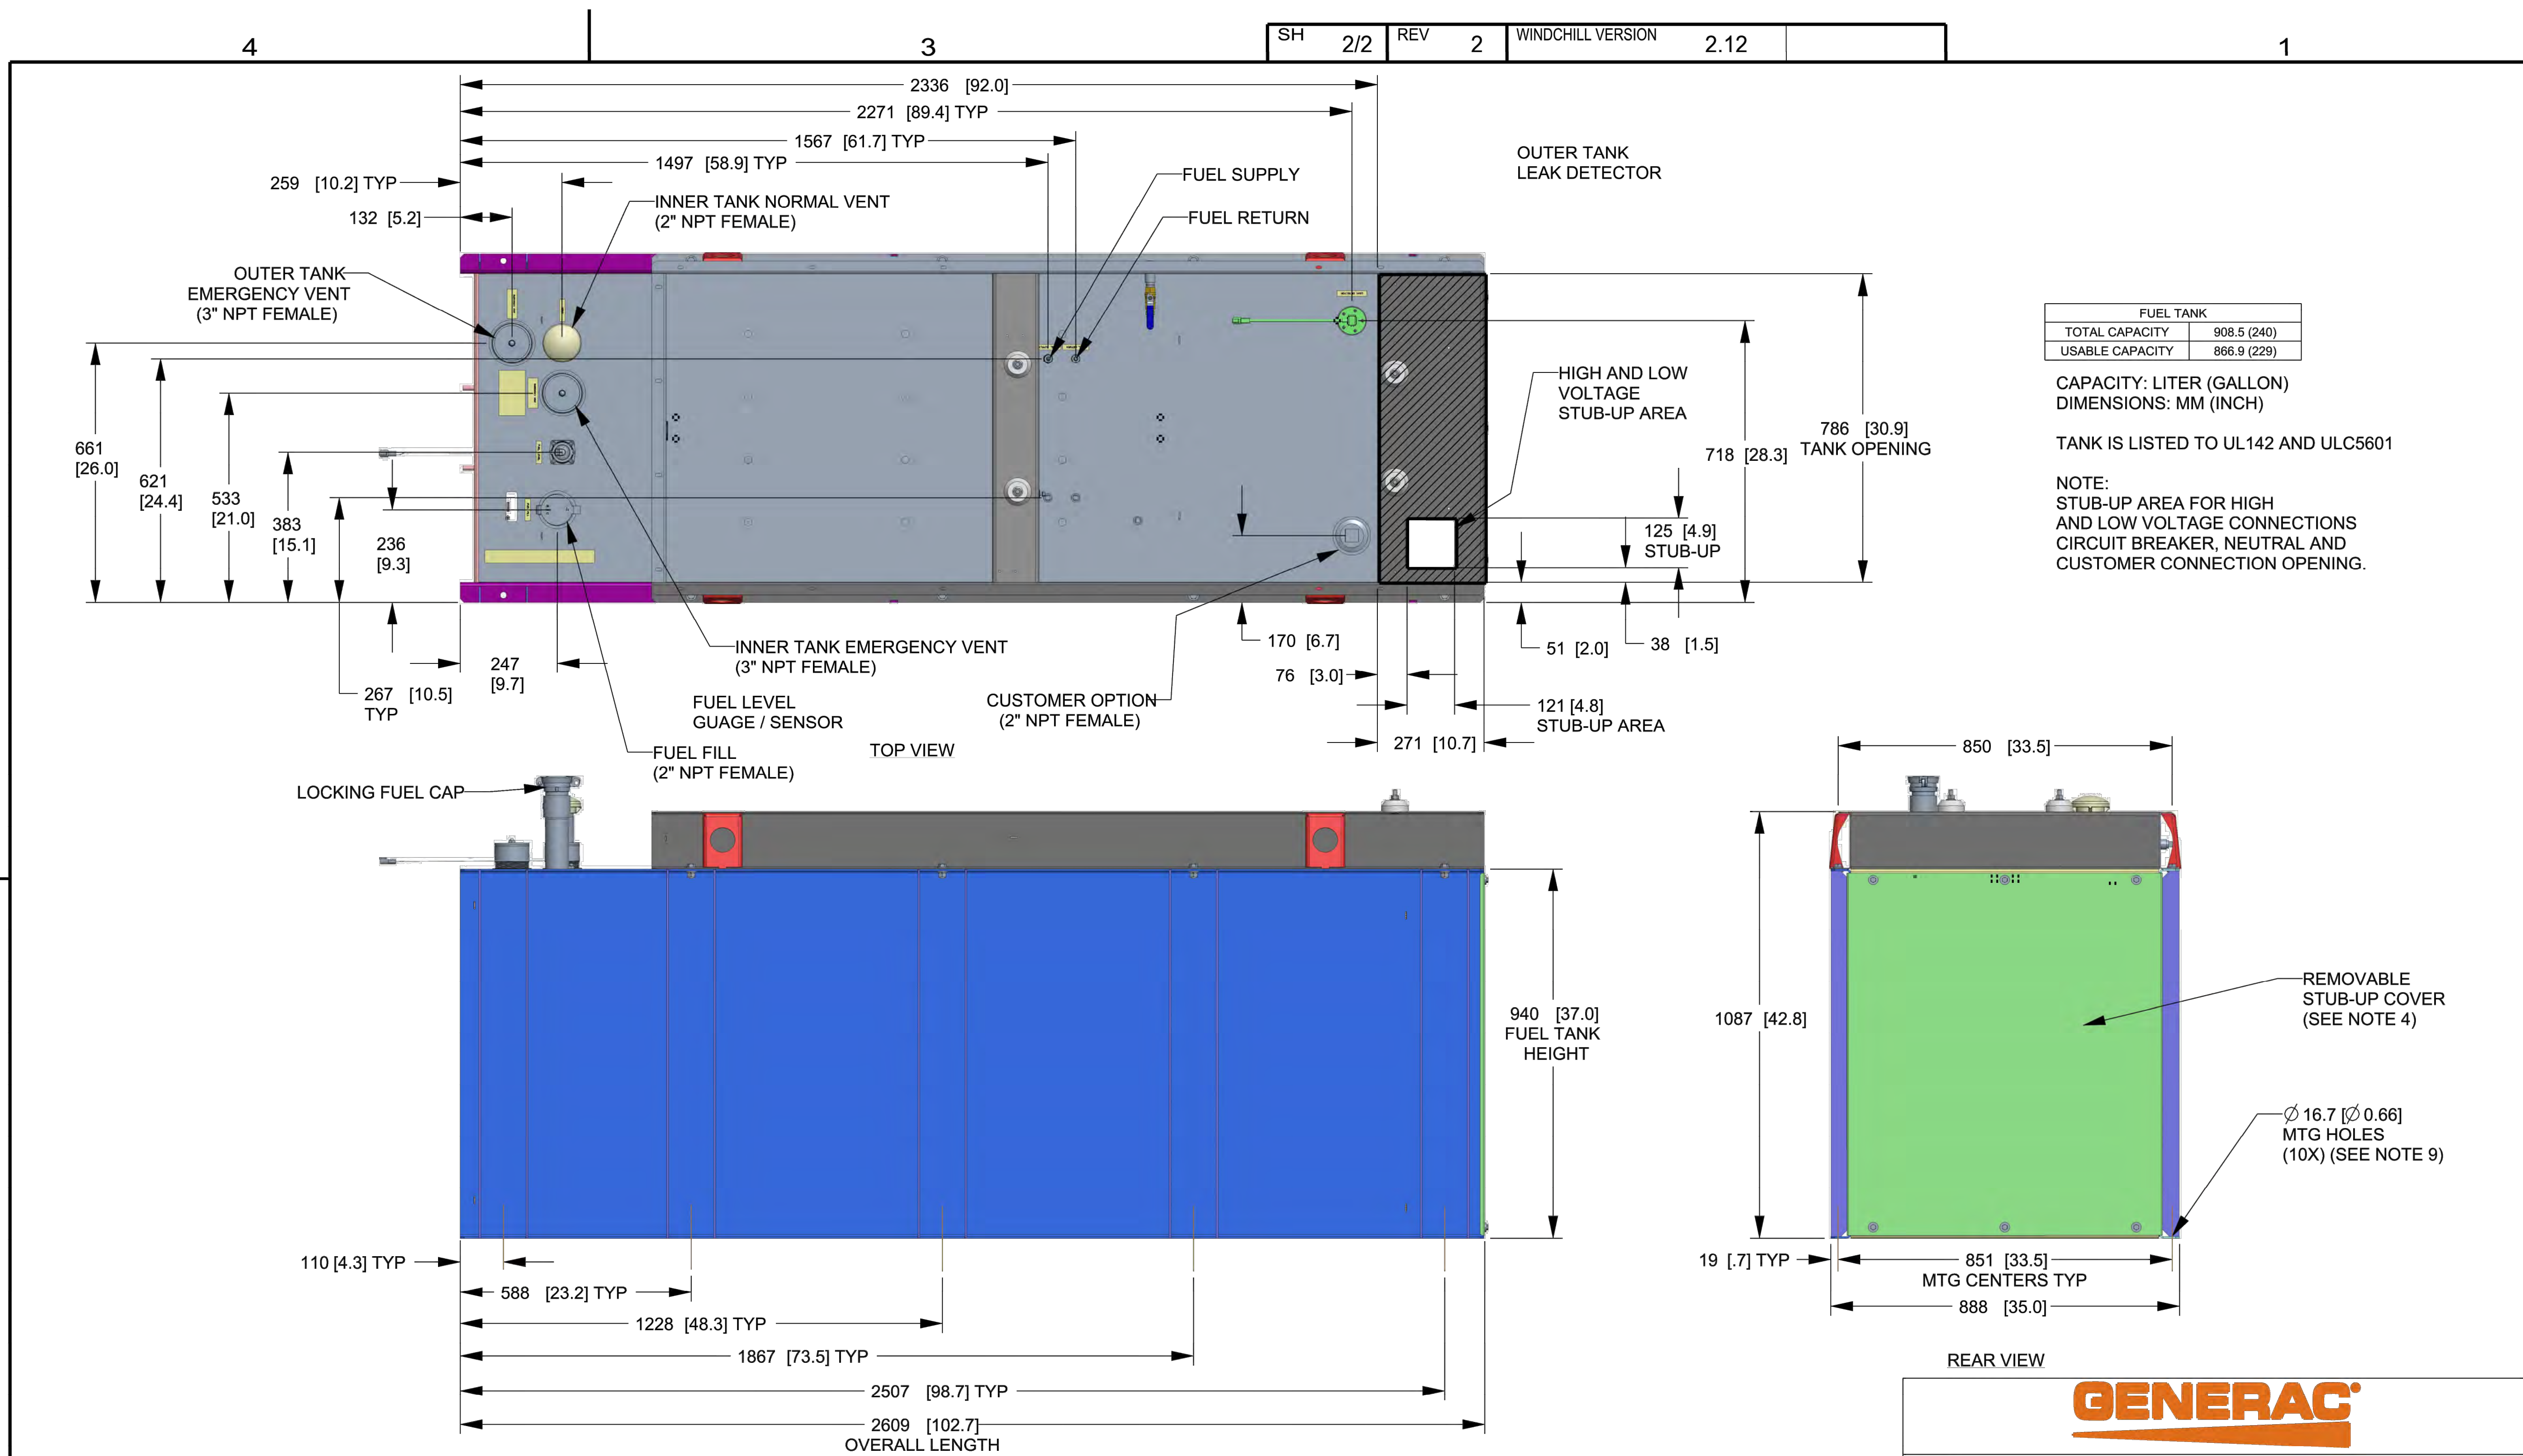 4
3
SH 2/2
REV 2
WINDCHILL VERSION 2.12
1
2336 [92.0]
2271 [89.4] TYP
1567 [61.7] TYP
1497 [58.9] TYP
259 [10.2] TYP
132 [5.2]
INNER TANK NORMAL VENT
(2" NPT FEMALE)
FUEL SUPPLY
FUEL RETURN
OUTER TANK
LEAK DETECTOR
OUTER TANK
EMERGENCY VENT
(3" NPT FEMALE)
661
[26.0]
621
[24.4]
533
[21.0]
383
[15.1]
236
[9.3]
267 [10.5]
TYP
247
[9.7]
INNER TANK EMERGENCY VENT
(3" NPT FEMALE)
FUEL LEVEL
GUAGE / SENSOR
FUEL FILL
(2" NPT FEMALE)
TOP VIEW
CUSTOMER OPTION
(2" NPT FEMALE)
HIGH AND LOW
VOLTAGE
STUB-UP AREA
718 [28.3]
786 [30.9]
TANK OPENING
125 [4.9]
STUB-UP
170 [6.7]
51 [2.0]
38 [1.5]
76 [3.0]
121 [4.8]
STUB-UP AREA
271 [10.7]
FUEL TANK
TOTAL CAPACITY 908.5 (240)
USABLE CAPACITY 866.9 (229)
CAPACITY: LITER (GALLON)
DIMENSIONS: MM (INCH)
TANK IS LISTED TO UL142 AND ULC5601
NOTE:
STUB-UP AREA FOR HIGH
AND LOW VOLTAGE CONNECTIONS
CIRCUIT BREAKER, NEUTRAL AND
CUSTOMER CONNECTION OPENING.
LOCKING FUEL CAP
940 [37.0]
FUEL TANK
HEIGHT
110 [4.3] TYP
588 [23.2] TYP
1228 [48.3] TYP
1867 [73.5] TYP
2507 [98.7] TYP
2609 [102.7]
OVERALL LENGTH
850 [33.5]
1087 [42.8]
REMOVABLE
STUB-UP COVER
(SEE NOTE 4)
∅ 16.7 [∅ 0.66]
MTG HOLES
(10X) (SEE NOTE 9)
19 [.7] TYP
851 [33.5]
MTG CENTERS TYP
888 [35.0]
REAR VIEW
GENERAC